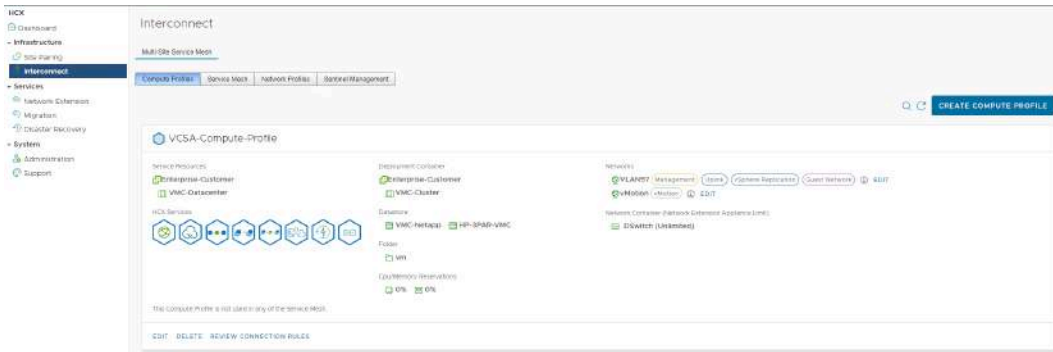 HCX
Dashboard
Infrastructure
Site Pairing
Interconnect
Services
Network Extension
Migration
Disaster Recovery
System
Administration
Support
Interconnect
Multi-Site Service Mesh
Compute Profiles Service Mesh Network Profiles Sentinel Management
CREATE COMPUTE PROFILE
VCSA-Compute-Profile
Service Resources
Enterprise-Customer
VMC-Datacenter
HCX Services
Deployment Container
Enterprise-Customer
VMC-Cluster
Datastore
VMC-Netapp HP-3PAR-VMC
Folder
vm
Cpu/Memory Reservations
0% 0%
Networks
VLAN57 Management Uplink vSphere Replication Guest Network EDIT
vMotion vMotion EDIT
Network Container (Network Extension Appliance Limit)
DSwitch (Unlimited)
This Compute Profile is not used in any of the Service Mesh.
EDIT DELETE REVIEW CONNECTION RULES